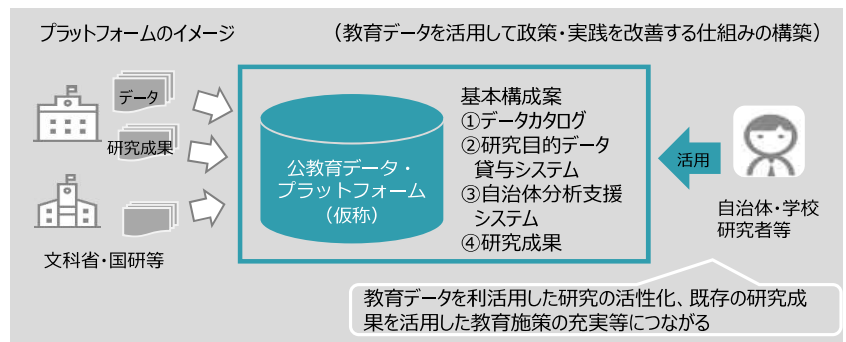 プラットフォームのイメージ
（教育データを活用して政策・実践を改善する仕組みの構築）
データ
研究成果
文科省・国研等
公教育データ・
プラットフォーム
（仮称）
基本構成案
①データカタログ
②研究目的データ
貸与システム
③自治体分析支援
システム
④研究成果
活用
自治体・学校
研究者等
教育データを利活用した研究の活性化、既存の研究成
果を活用した教育施策の充実等につながる